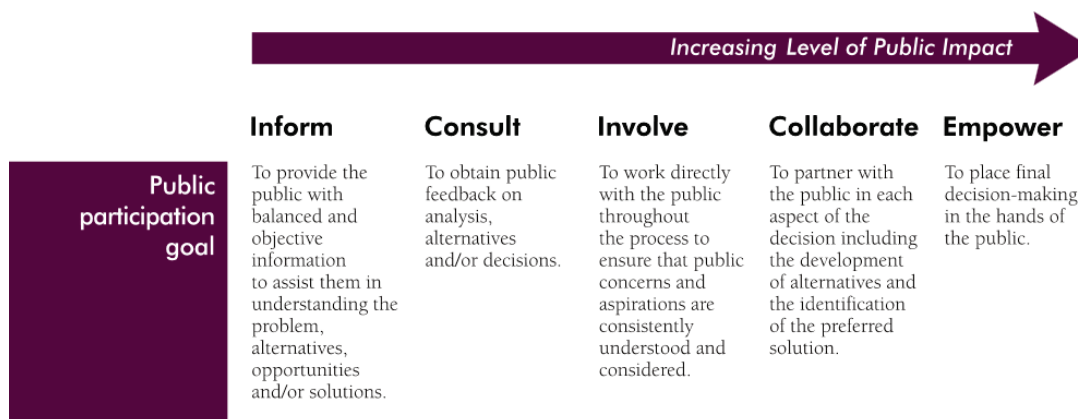 Increasing Level of Public Impact
Inform
Consult
Involve
Collaborate
Empower
Public
participation
goal
To provide the
public with
balanced and
objective
information
to assist them in
understanding the
problem,
alternatives,
opportunities
and/or solutions.
To obtain public
feedback on
analysis,
alternatives
and/or decisions.
To work directly
with the public
throughout
the process to
ensure that public
concerns and
aspirations are
consistently
understood and
considered.
To partner with
the public in each
aspect of the
decision including
the development
of alternatives and
the identification
of the preferred
solution.
To place final
decision-making
in the hands of
the public.